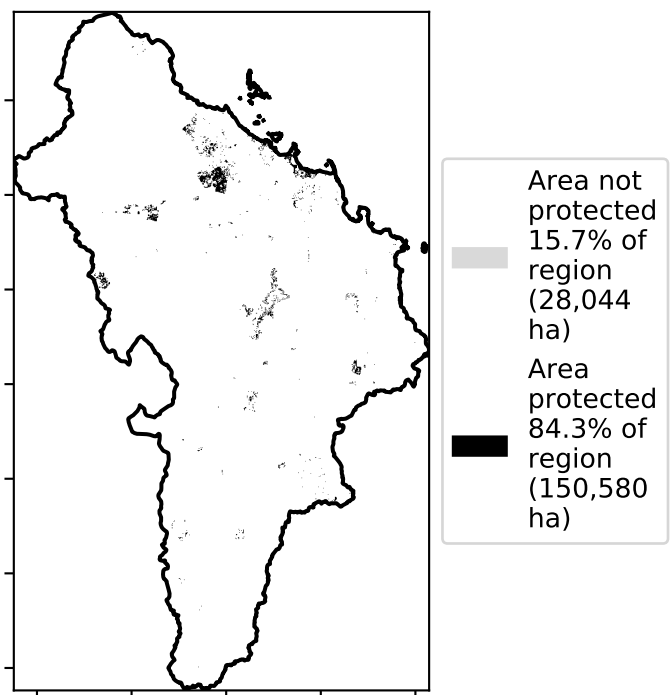 Area not
protected
15.7% of
region
(28,044
ha)
Area
protected
84.3% of
region
(150,580
ha)